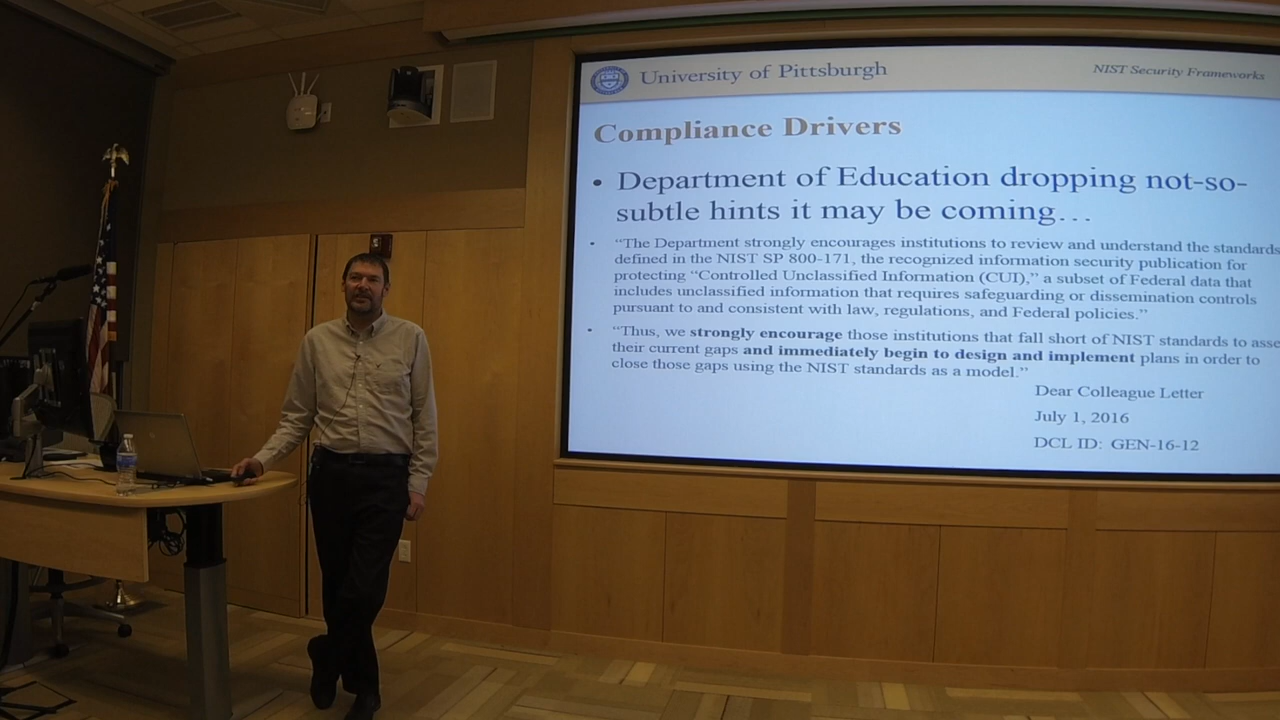 University of Pittsburgh
NIST Security Frameworks
Compliance Drivers
• Department of Education dropping not-so-
subtle hints it may be coming…
• “The Department strongly encourages institutions to review and understand the standards
defined in the NIST SP 800-171, the recognized information security publication for
protecting “Controlled Unclassified Information (CUI),” a subset of Federal data that
includes unclassified information that requires safeguarding or dissemination controls
pursuant to and consistent with law, regulations, and Federal policies.”
• “Thus, we strongly encourage those institutions that fall short of NIST standards to asse
their current gaps and immediately begin to design and implement plans in order to
close those gaps using the NIST standards as a model.”
Dear Colleague Letter
July 1, 2016
DCL ID: GEN-16-12